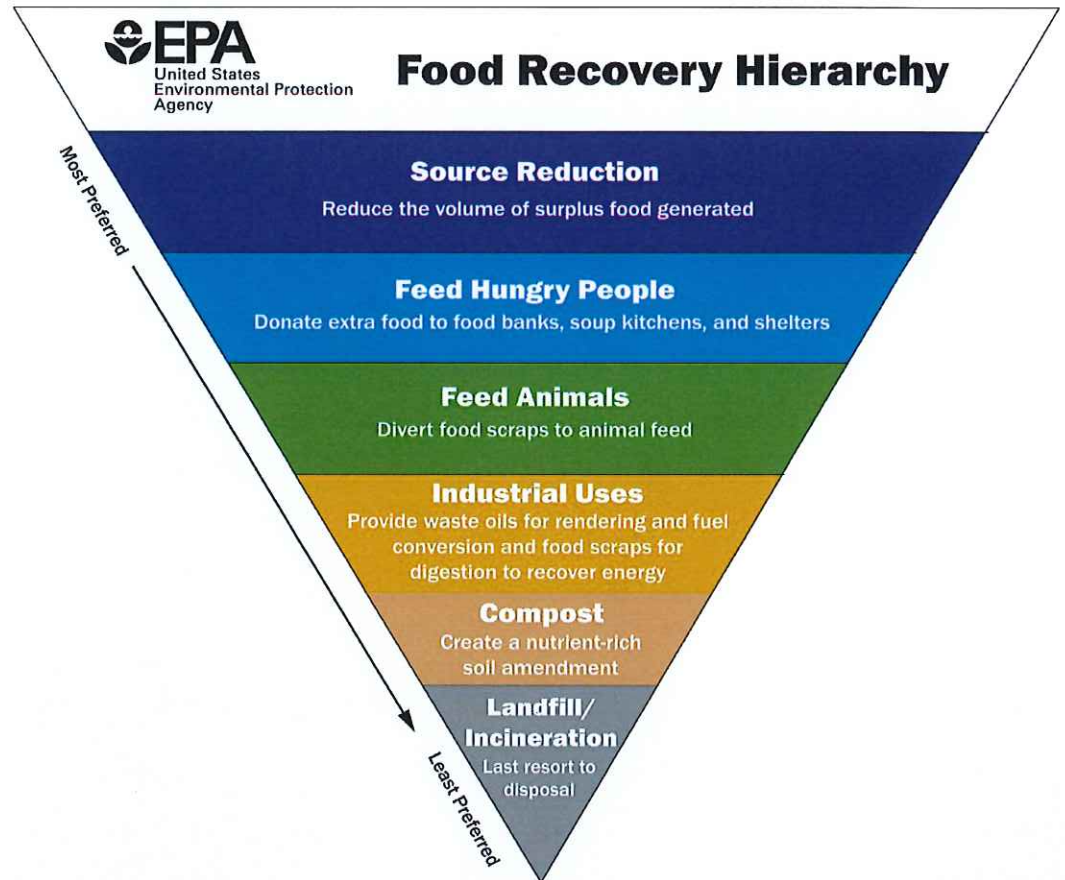 EPA
United States
Environmental Protection
Agency
Food Recovery Hierarchy
Most Preferred
Source Reduction
Reduce the volume of surplus food generated
Feed Hungry People
Donate extra food to food banks, soup kitchens, and shelters
Feed Animals
Divert food scraps to animal feed
Industrial Uses
Provide waste oils for rendering and fuel
conversion and food scraps for
digestion to recover energy
Compost
Create a nutrient-rich
soil amendment
Landfill/
Incineration
Last resort to
disposal
Least Preferred